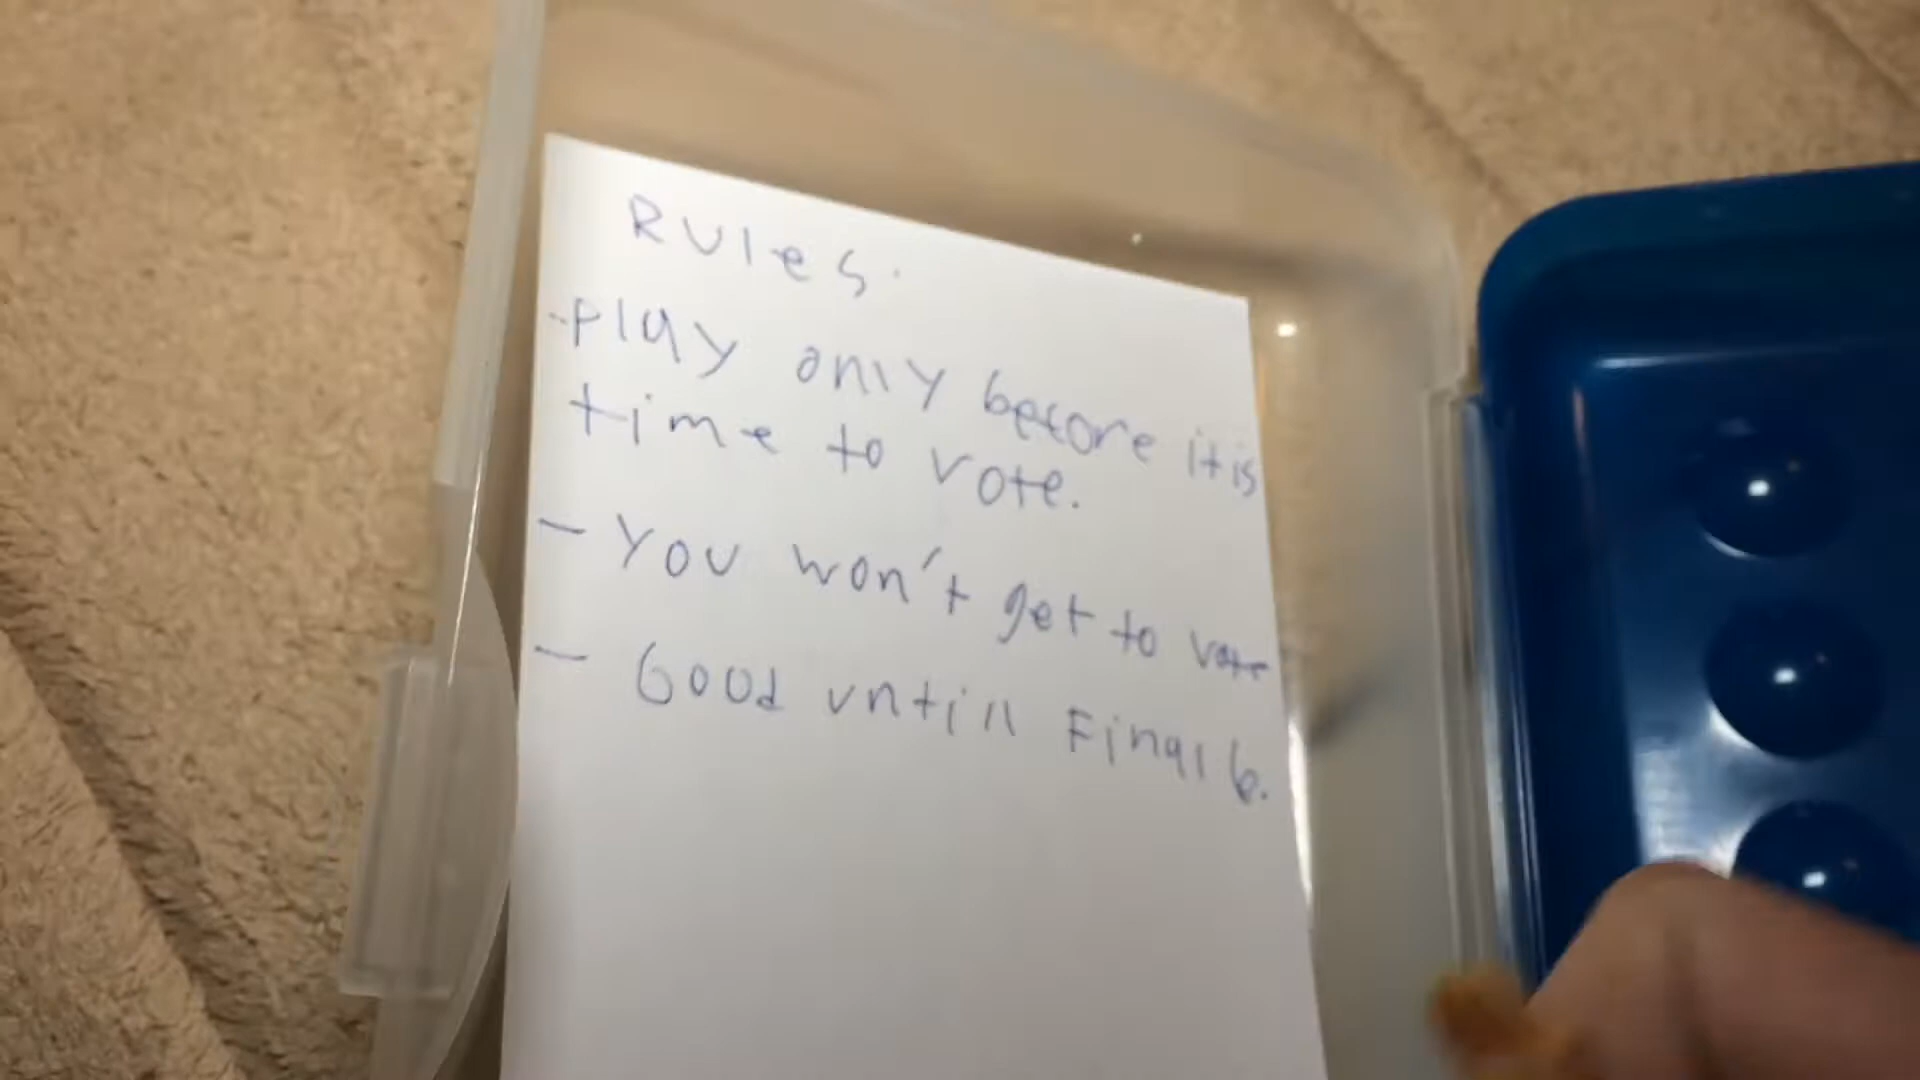 Rules:
- Play only before it is
time to vote.
- You won't get to vote
- Good untill Final 6.